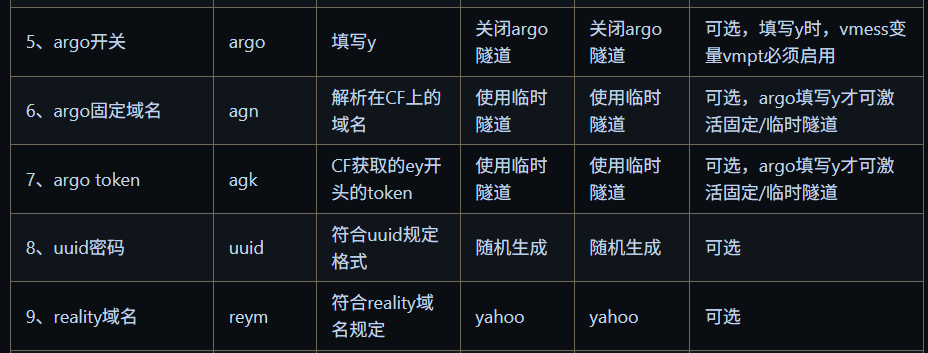 5、argo开关 argo 填写y 关闭argo隧道 关闭argo隧道 可选，填写y时，vmess变量vmpt必须启用
6、argo固定域名 agn 解析在CF上的域名 使用临时隧道 使用临时隧道 可选，argo填写y才可激活固定/临时隧道
7、argo token agk CF获取的ey开头的token 使用临时隧道 使用临时隧道 可选，argo填写y才可激活固定/临时隧道
8、uuid密码 uuid 符合uuid规定格式 随机生成 随机生成 可选
9、reality域名 reym 符合reality域名规定 yahoo yahoo 可选